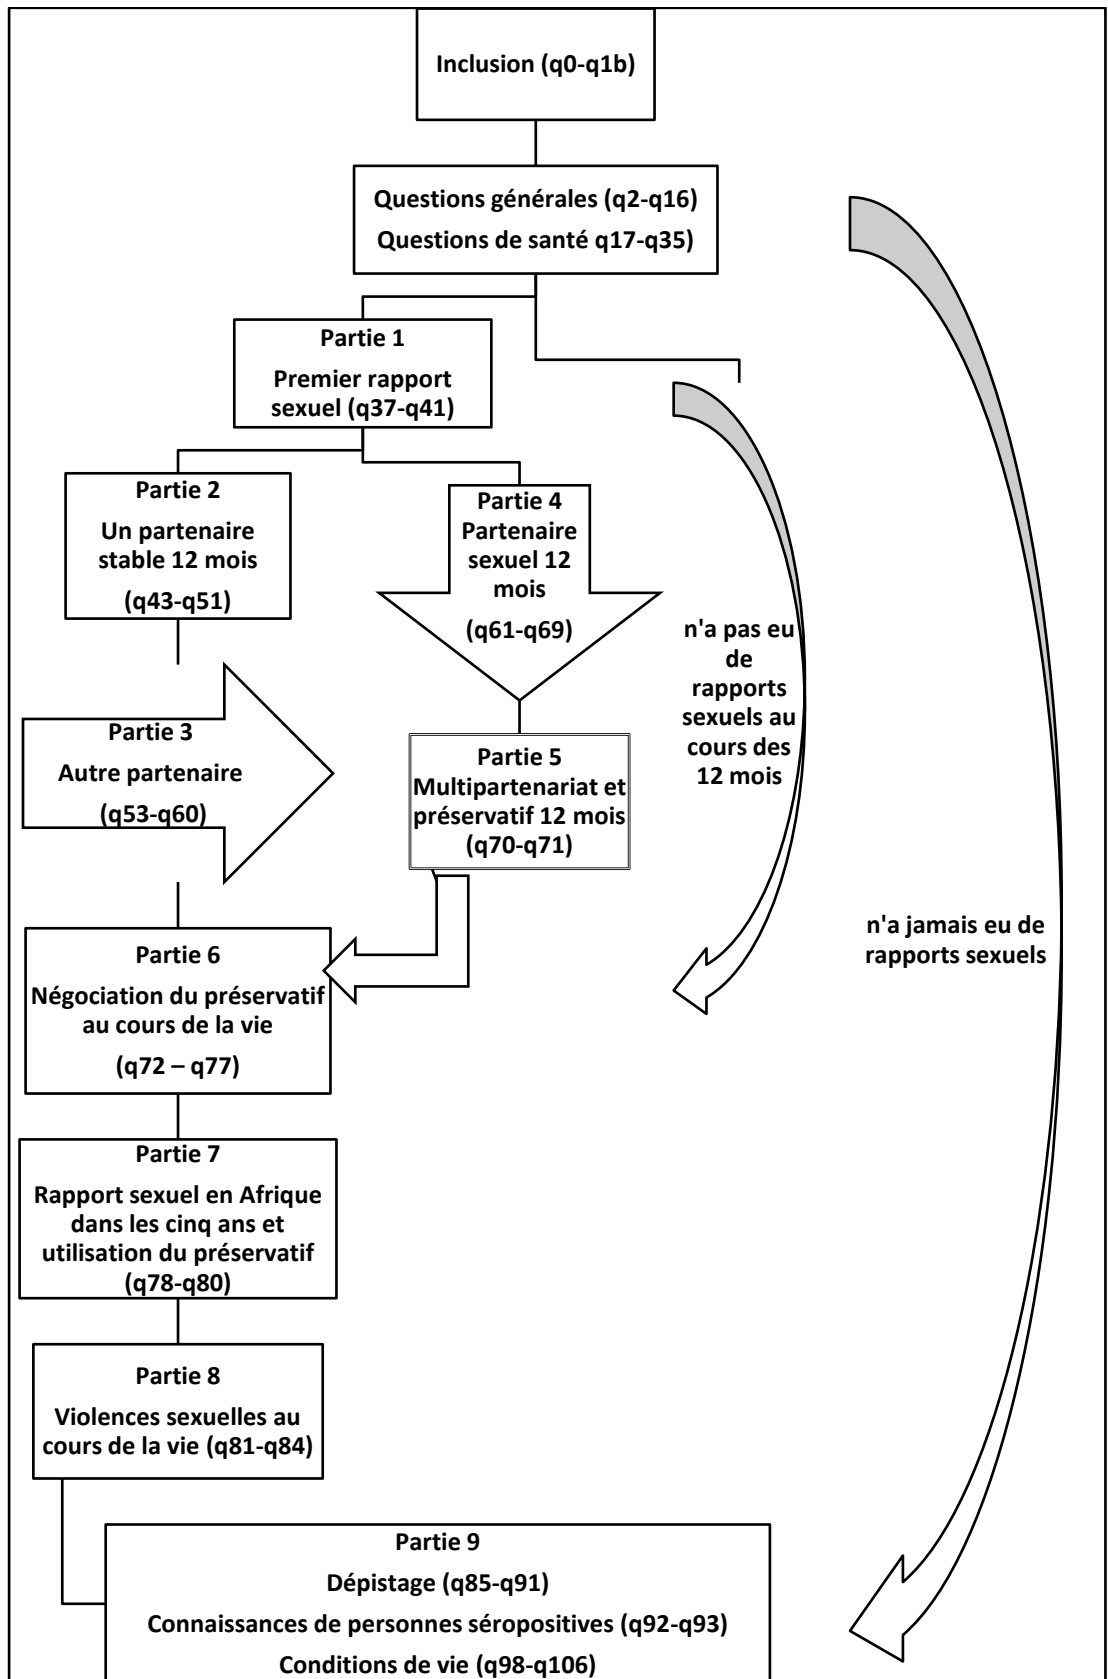 Inclusion (q0-q1b)
Questions générales (q2-q16)
Questions de santé q17-q35)
Partie 1
Premier rapport
sexuel (q37-q41)
Partie 2
Un partenaire
stable 12 mois
(q43-q51)
Partie 4
Partenaire
sexuel 12
mois
(q61-q69)
n'a pas eu
de
rapports
sexuels au
cours des
12 mois
Partie 3
Autre partenaire
(q53-q60)
Partie 5
Multipartenariat et
préservatif 12 mois
(q70-q71)
n'a jamais eu de
rapports sexuels
Partie 6
Négociation du préservatif
au cours de la vie
(q72 – q77)
Partie 7
Rapport sexuel en Afrique
dans les cinq ans et
utilisation du préservatif
(q78-q80)
Partie 8
Violences sexuelles au
cours de la vie (q81-q84)
Partie 9
Dépistage (q85-q91)
Connaissances de personnes séropositives (q92-q93)
Conditions de vie (q98-q106)